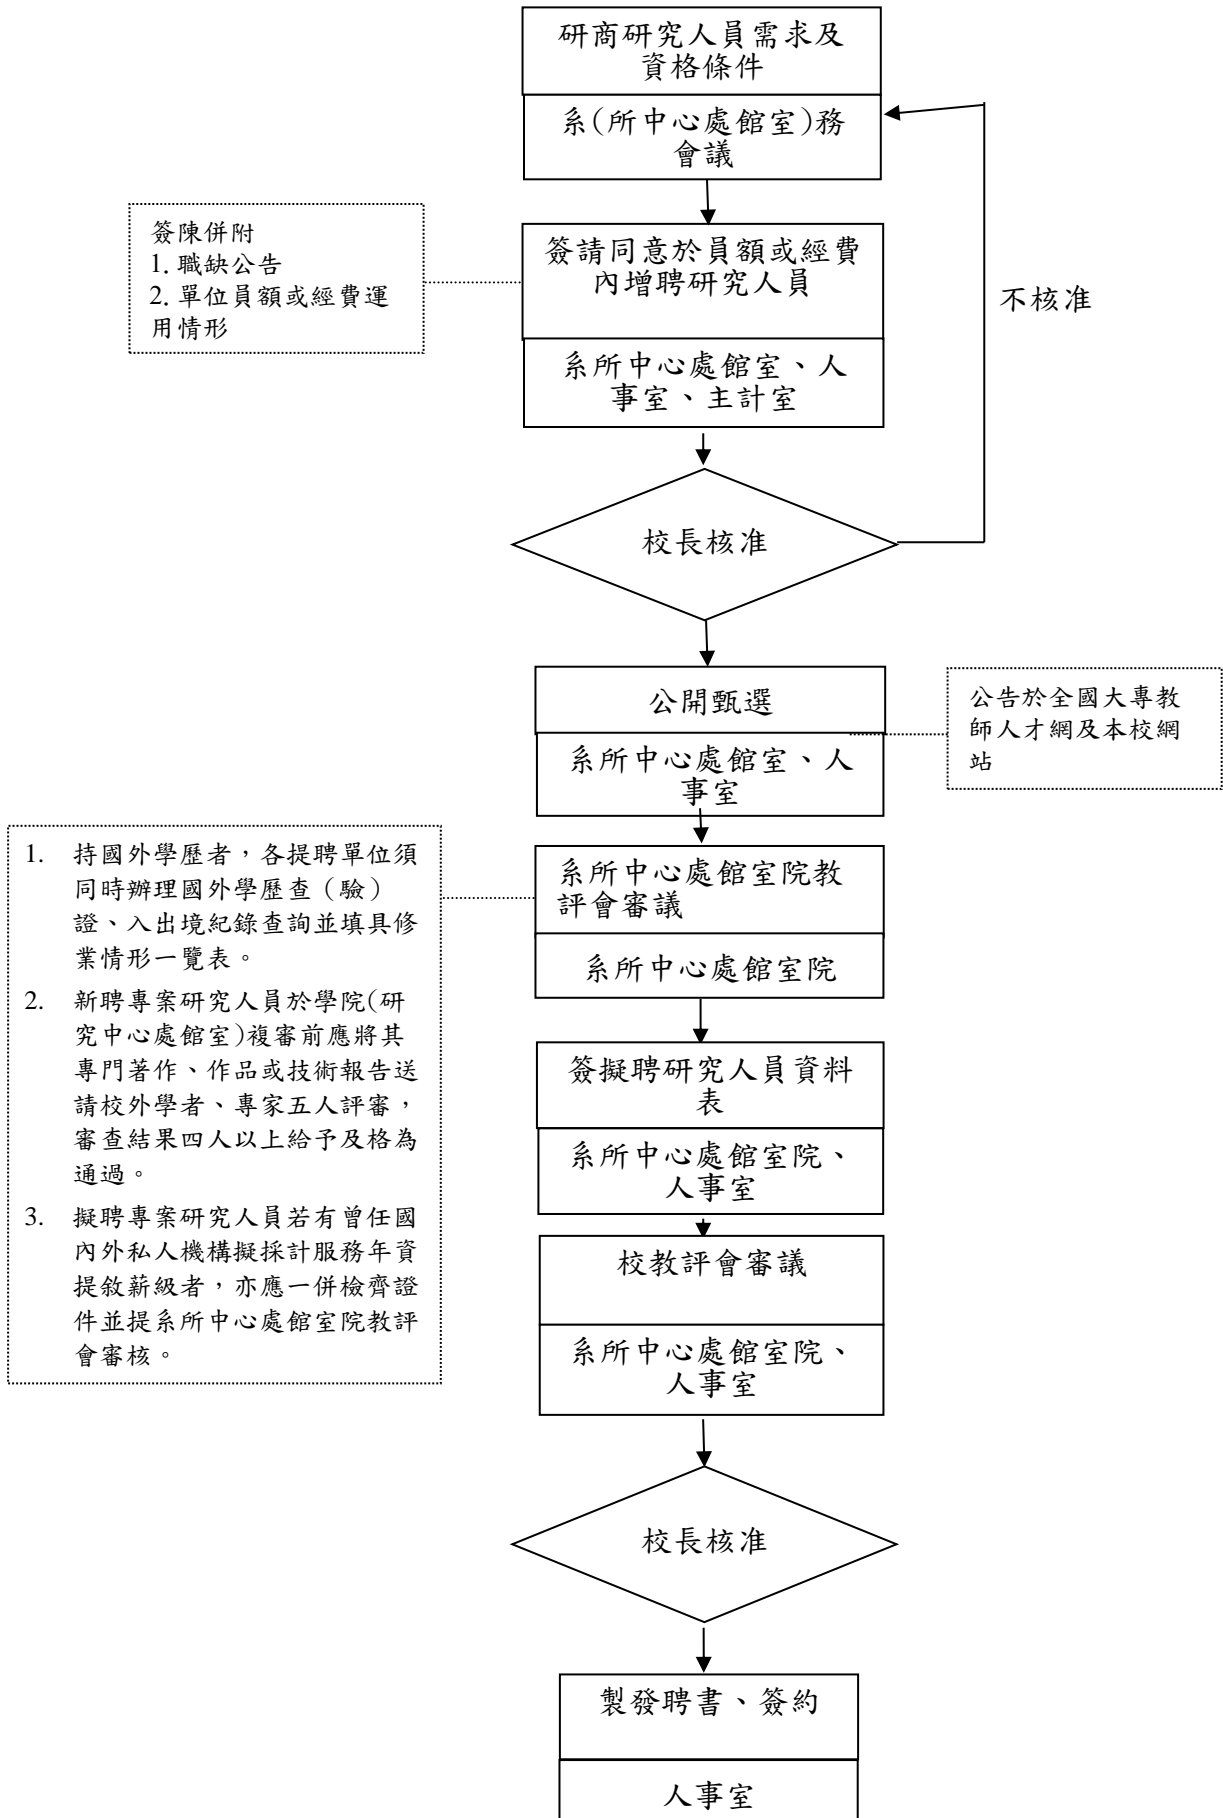 研商研究人員需求及
資格條件
系(所中心處館室)務
會議
簽陳併附
1. 職缺公告
2. 單位員額或經費運
用情形
簽請同意於員額或經費
內增聘研究人員
系所中心處館室、人
事室、主計室
不核准
校長核准
公開甄選
系所中心處館室、人
事室
公告於全國大專教
師人才網及本校網
站
1. 持國外學歷者，各提聘單位須
同時辦理國外學歷查（驗）
證、入出境紀錄查詢並填具修
業情形一覽表。
2. 新聘專案研究人員於學院(研
究中心處館室)複審前應將其
專門著作、作品或技術報告送
請校外學者、專家五人評審，
審查結果四人以上給予及格為
通過。
3. 擬聘專案研究人員若有曾任國
內外私人機構擬採計服務年資
提敘薪級者，亦應一併檢齊證
件並提系所中心處館室院教評
會審核。
系所中心處館室院教
評會審議
系所中心處館室院
簽擬聘研究人員資料
表
系所中心處館室院、
人事室
校教評會審議
系所中心處館室院、
人事室
校長核准
製發聘書、簽約
人事室